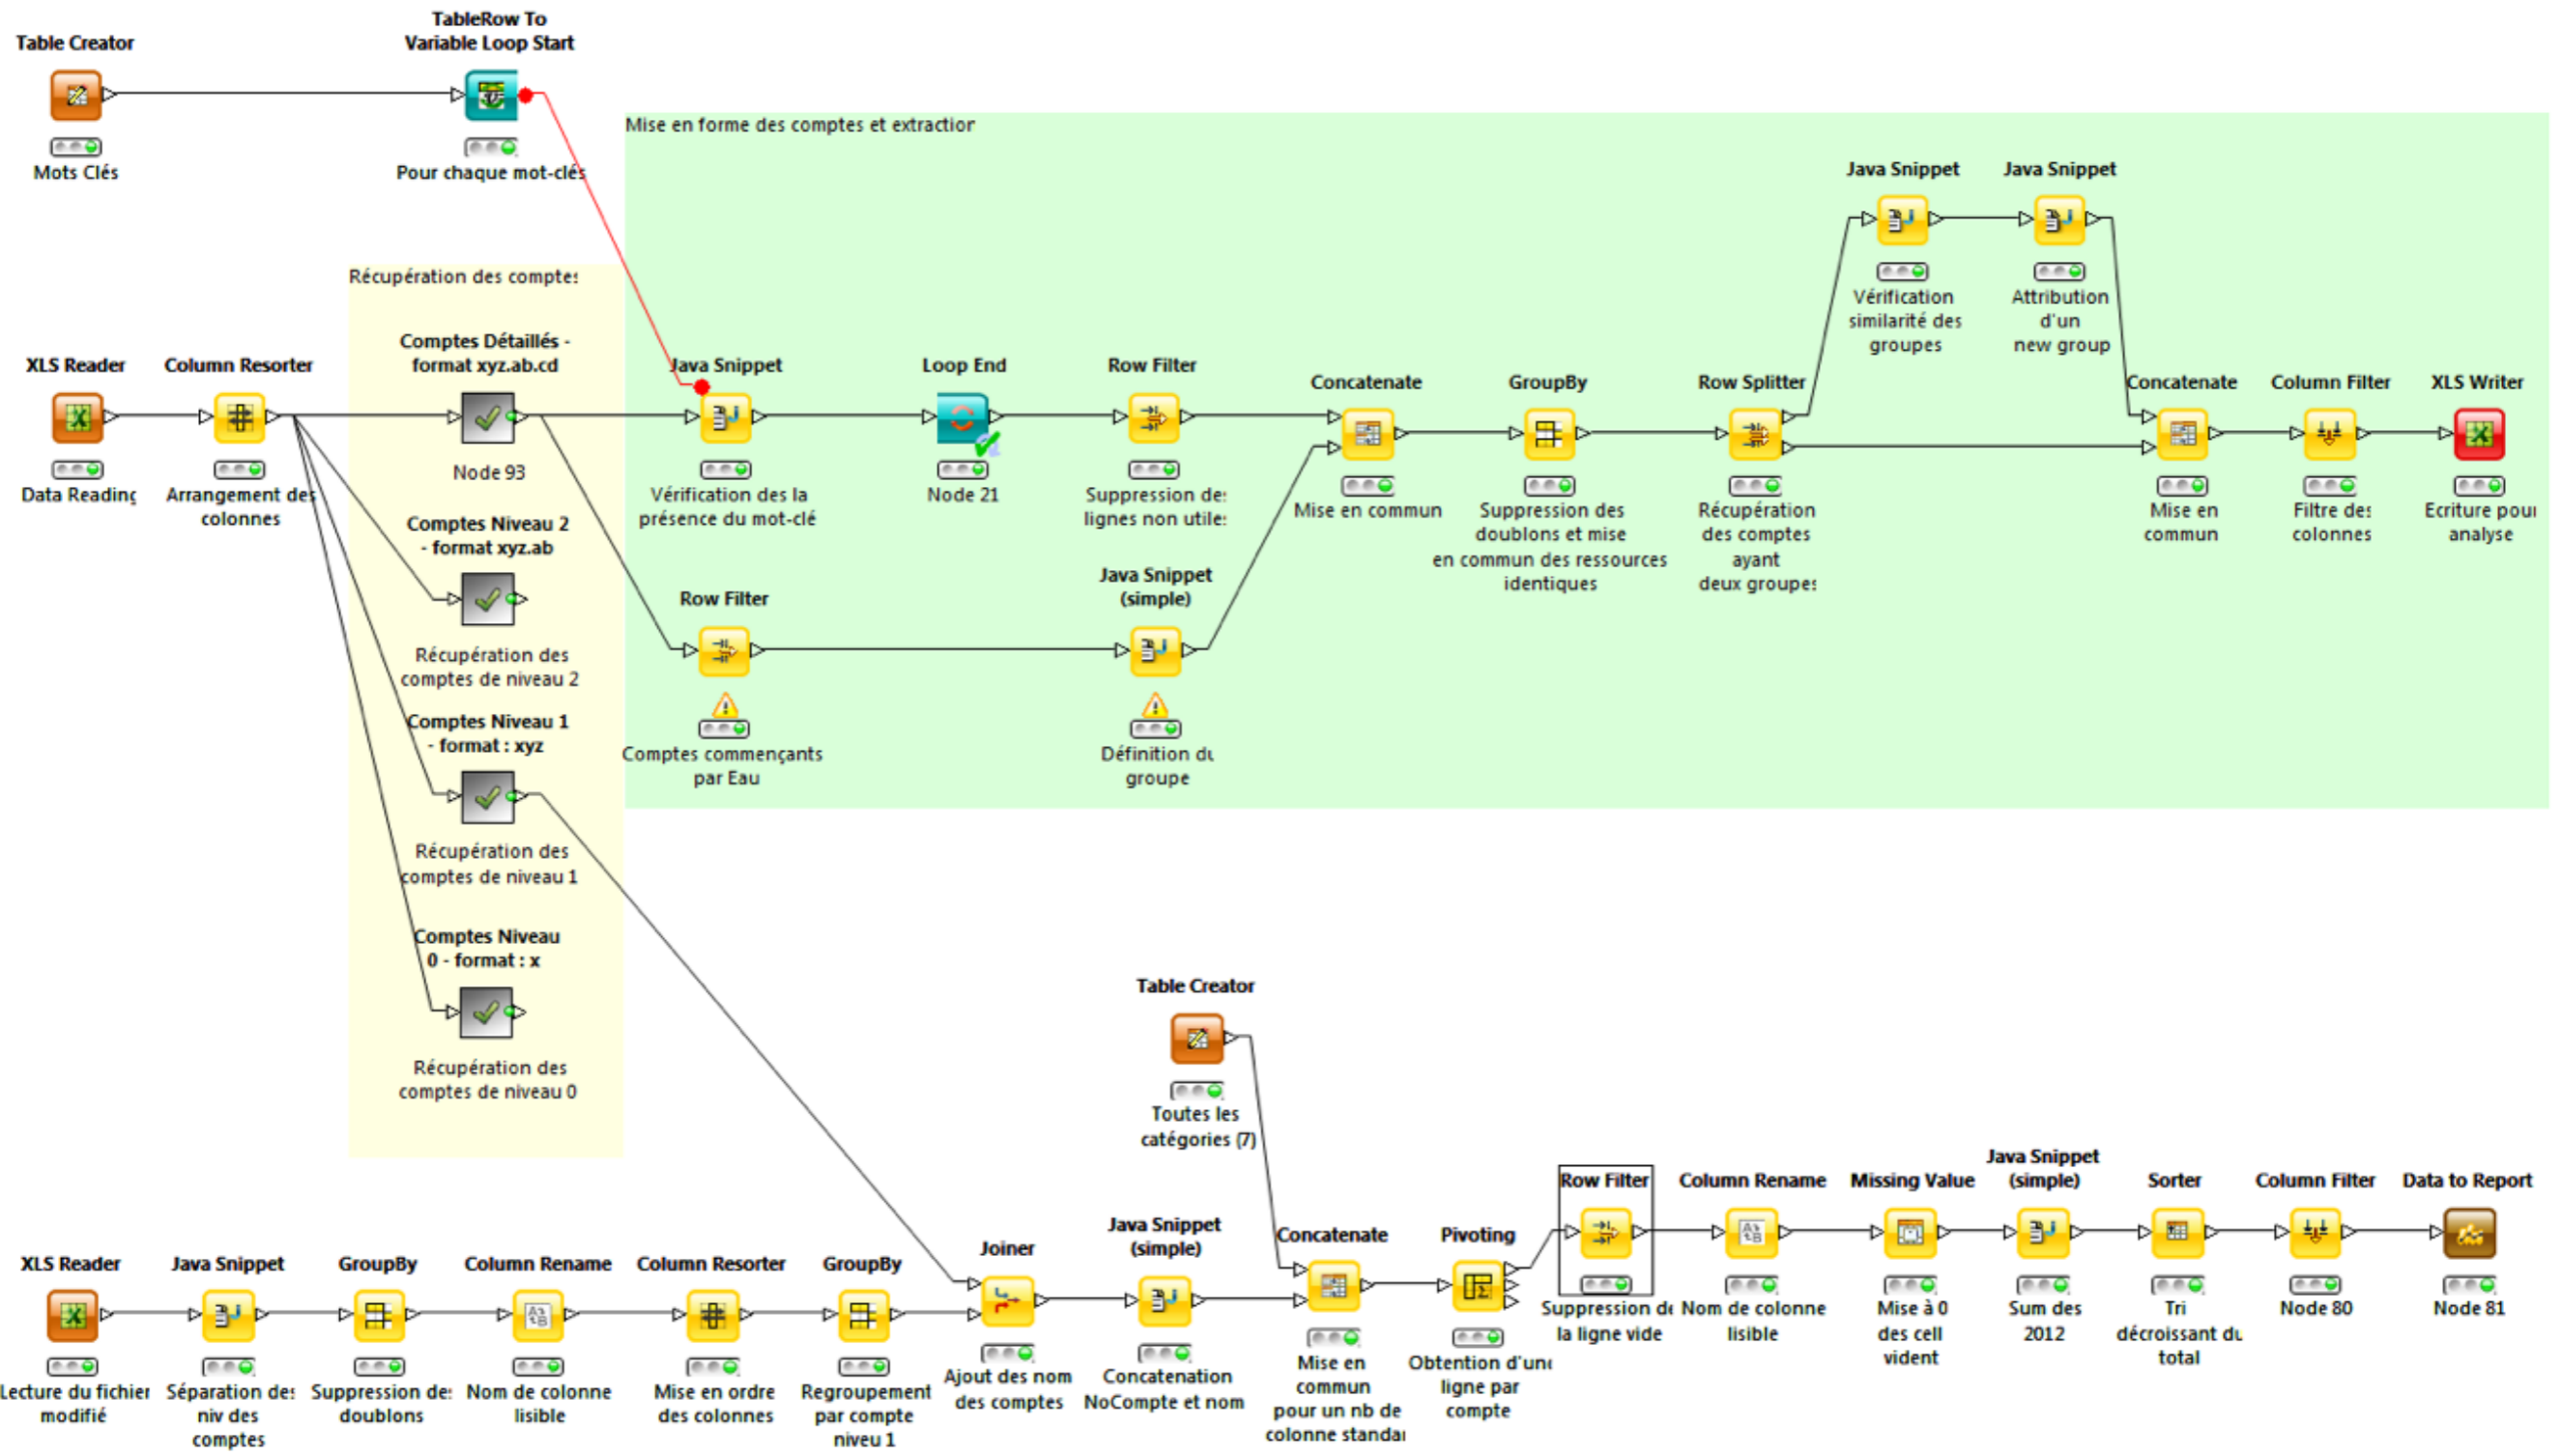 Table Creator
Mots Clés
TableRow To
Variable Loop Start
Pour chaque mot-clés
Mise en forme des comptes et extraction
Récupération des comptes
XLS Reader
Data Reading
Column Resorter
Arrangement des
colonnes
Comptes Détaillés -
format xyz.ab.cd
Node 93
Comptes Niveau 2
- format xyz.ab
Récupération des
comptes de niveau 2
Comptes Niveau 1
- format : xyz
Récupération des
comptes de niveau 1
Comptes Niveau
0 - format : x
Récupération des
comptes de niveau 0
Java Snippet
Vérification des la
présence du mot-clé
Loop End
Node 21
Row Filter
Suppression des
lignes non utiles
Row Filter
Comptes commençants
par Eau
Java Snippet
(simple)
Définition du
groupe
Concatenate
Mise en commun
GroupBy
Suppression des
doublons et mise
en commun des ressources
identiques
Row Splitter
Récupération
des comptes
ayant
deux groupes
Java Snippet
Vérification
similarité des
groupes
Java Snippet
Attribution
d'un
new group
Concatenate
Mise en
commun
Column Filter
Filtre des
colonnes
XLS Writer
Ecriture pour
analyse
XLS Reader
Lecture du fichier
modifié
Java Snippet
Séparation des
niv des
comptes
GroupBy
Suppression des
doublons
Column Rename
Nom de colonne
lisible
Column Resorter
Mise en ordre
des colonnes
GroupBy
Regroupement
par compte
niveu 1
Joiner
Ajout des nom
des comptes
Java Snippet
(simple)
Concatenation
NoCompte et nom
Table Creator
Toutes les
catégories (7)
Concatenate
Mise en
commun
pour un nb de
colonne standar
Pivoting
Obtention d'une
ligne par
compte
Row Filter
Suppression de
la ligne vide
Column Rename
Nom de colonne
lisible
Missing Value
Mise à 0
des cell
vident
Java Snippet
(simple)
Sum des
2012
Sorter
Tri
décroissant du
total
Column Filter
Node 80
Data to Report
Node 81